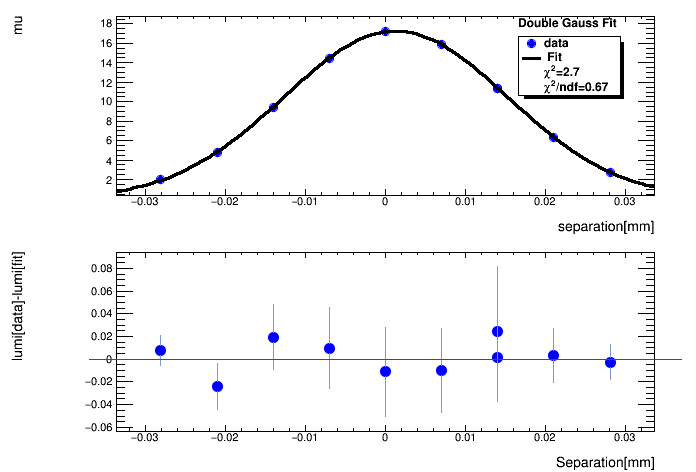 mu
Double Gauss Fit
data
Fit
χ²=2.7
χ²/ndf=0.67
18
16
14
12
10
8
6
4
2
−0.03 −0.02 −0.01 0 0.01 0.02 0.03
separation[mm]
lumi[data]-lumi[fit]
0.08
0.06
0.04
0.02
0
−0.02
−0.04
−0.06
−0.03 −0.02 −0.01 0 0.01 0.02 0.03
Separation[mm]